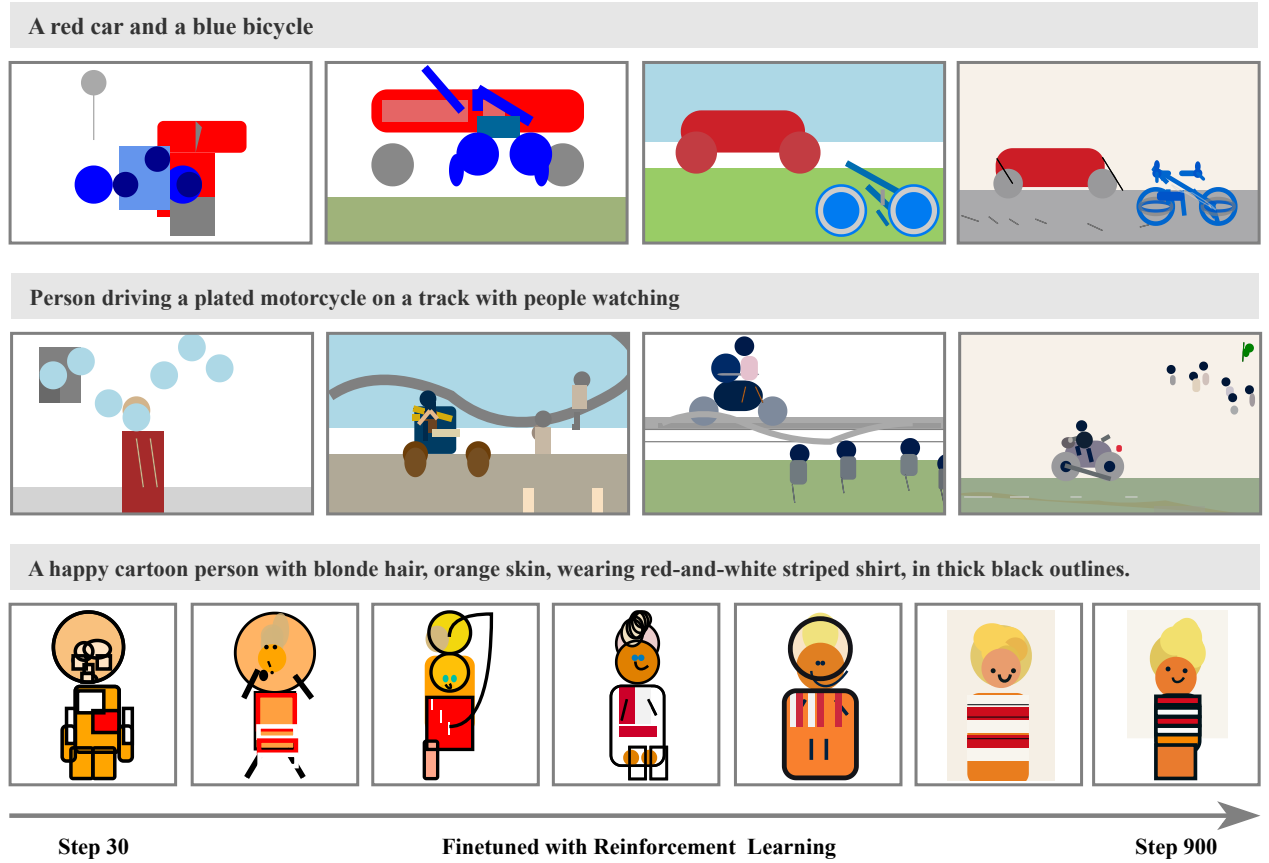 A red car and a blue bicycle
Person driving a plated motorcycle on a track with people watching
A happy cartoon person with blonde hair, orange skin, wearing red-and-white striped shirt, in thick black outlines.
Step 30 Finetuned with Reinforcement Learning Step 900